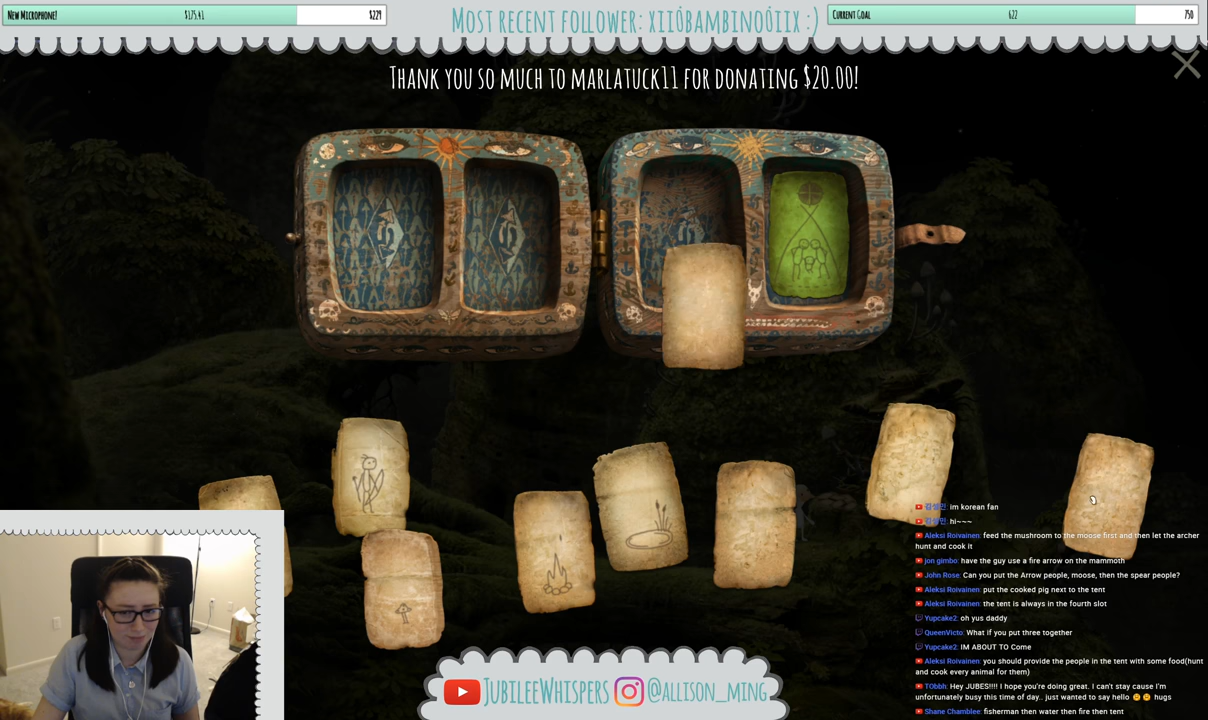 NEW MICROPHONE!
$175.41
$229
MOST RECENT FOLLOWER: XIIÖBAMBINOÖIIX :)
CURRENT GOAL
622
750
THANK YOU SO MUCH TO MARLATUCK11 FOR DONATING $20.00!
im korean fan
hi~~~
Aleksi Roivainen: feed the mushroom to the moose first and then let the archer
hunt and cook it
jon gimbo: have the guy use a fire arrow on the mammoth
John Rose: Can you put the Arrow people, moose, then the spear people?
Aleksi Roivainen: put the cooked pig next to the tent
Aleksi Roivainen: the tent is always in the fourth slot
Yupcake2: oh yus daddy
QueenVicto: What if you put three together
Yupcake2: IM ABOUT TO Come
Aleksi Roivainen: you should provide the people in the tent with some food(hunt
and cook every animal for them)
TObbh: Hey JUBES!!!! I hope you're doing great. I can't stay cause I'm
unfortunately busy this time of day.. just wanted to say hello 🙁 🙁 hugs
Shane Chamblee: fisherman then water then fire then tent
JUBILEEWHISPERS @ALLISON_MING